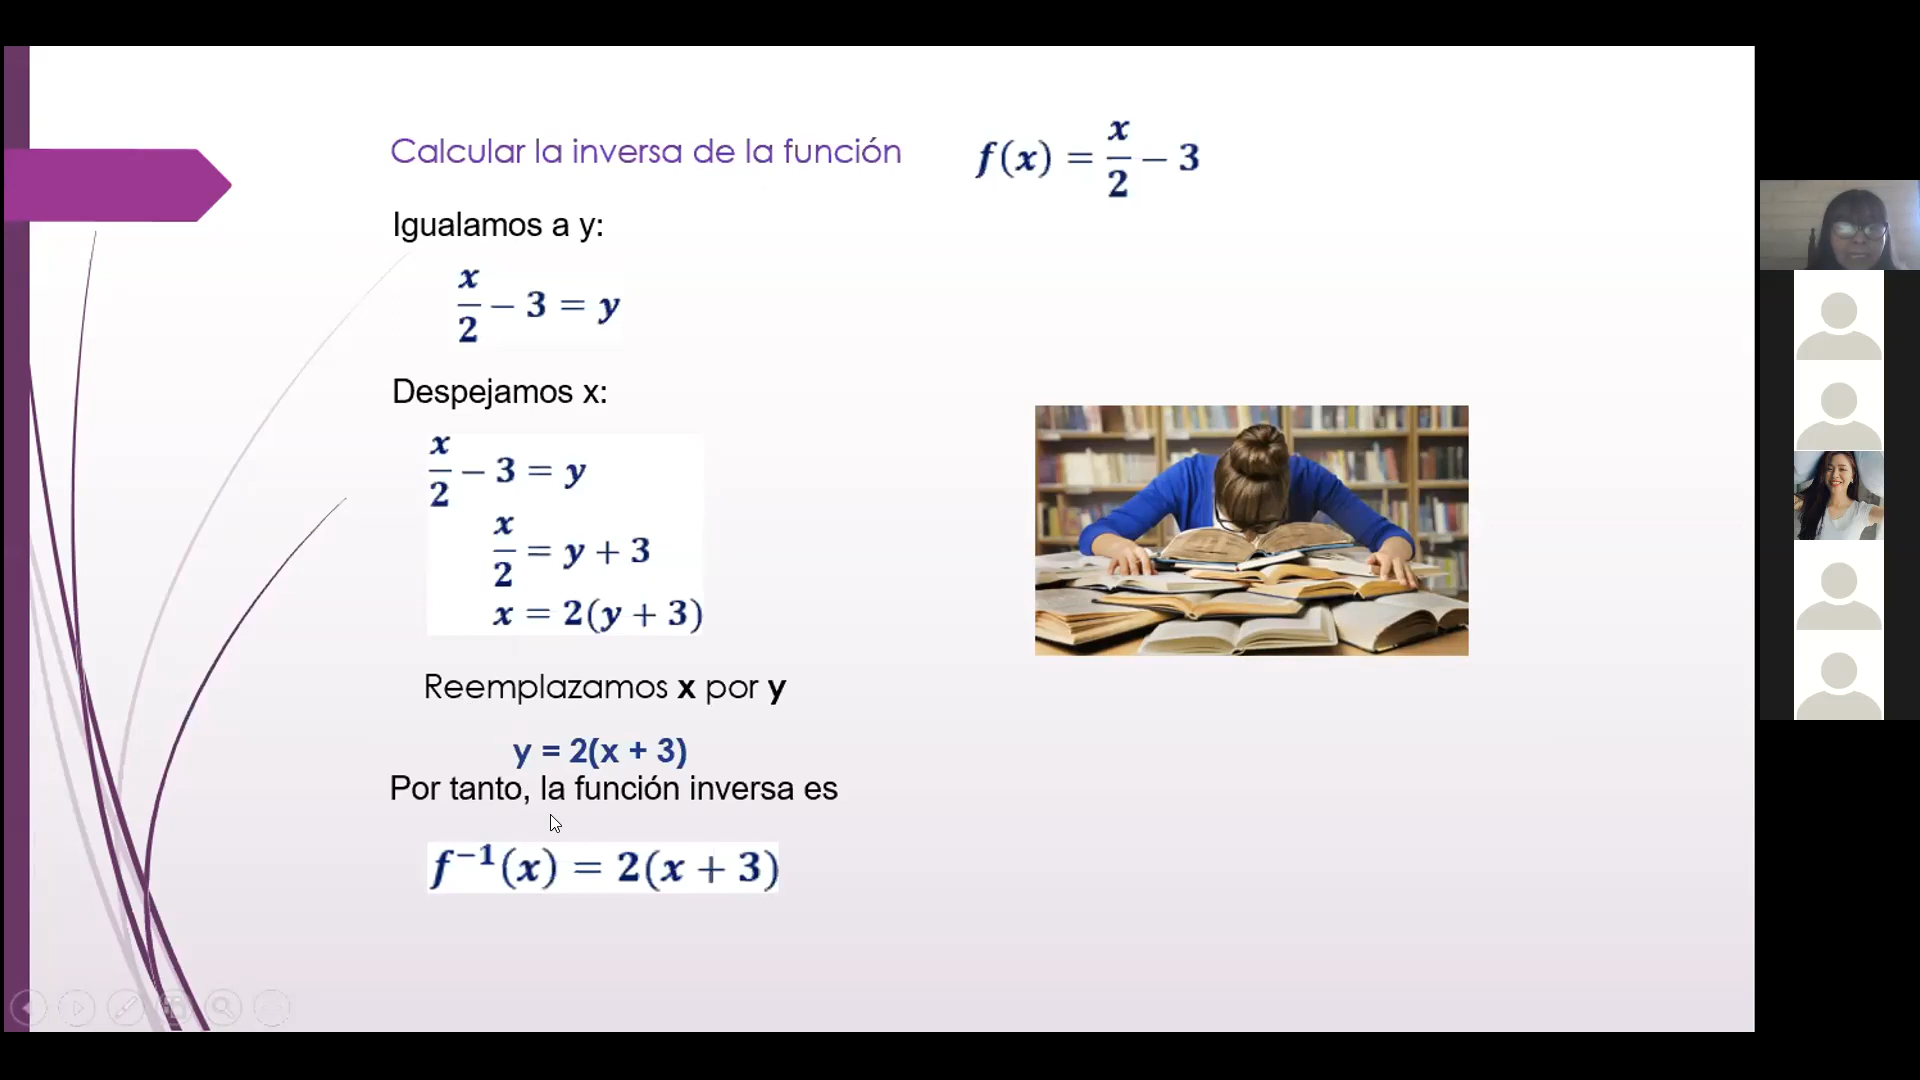 Calcular la inversa de la función f(x) = x/2 − 3
Igualamos a y:
x/2 − 3 = y
Despejamos x:
x/2 − 3 = y
x/2 = y + 3
x = 2(y + 3)
Reemplazamos x por y
y = 2(x + 3)
Por tanto, la función inversa es
f⁻¹(x) = 2(x + 3)